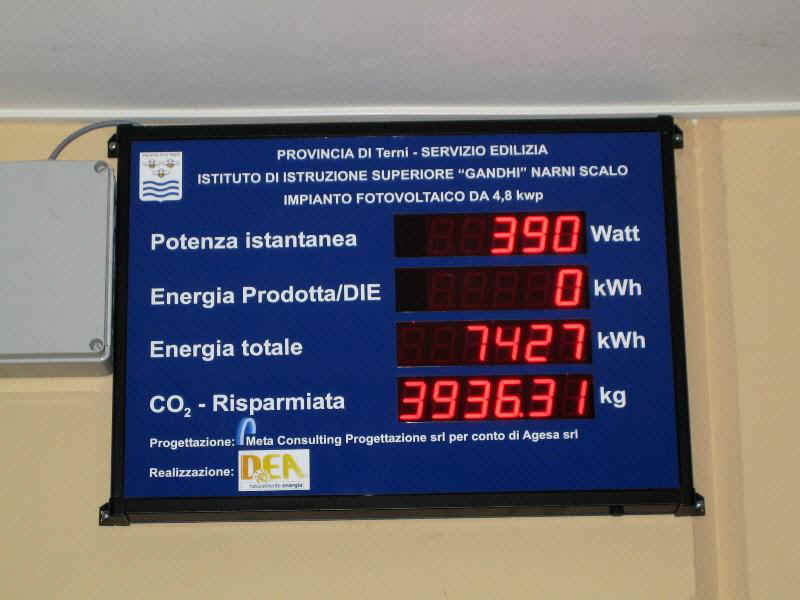 PROVINCIA DI Terni - SERVIZIO EDILIZIA
ISTITUTO DI ISTRUZIONE SUPERIORE “GANDHI” NARNI SCALO
IMPIANTO FOTOVOLTAICO DA 4,8 kwp
Potenza istantanea 390 Watt
Energia Prodotta/DIE 0 kWh
Energia totale 7427 kWh
CO2 - Risparmiata 3936.31 kg
Progettazione: Meta Consulting Progettazione srl per conto di Agesa srl
Realizzazione: DEA